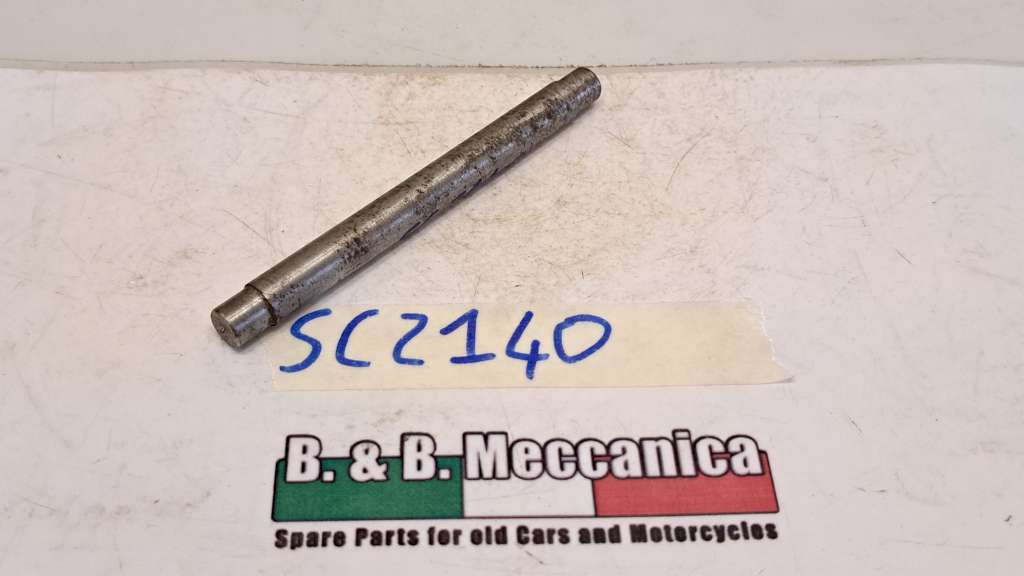 SC2140
B. & B. Meccanica
Spare Parts for old Cars and Motorcycles